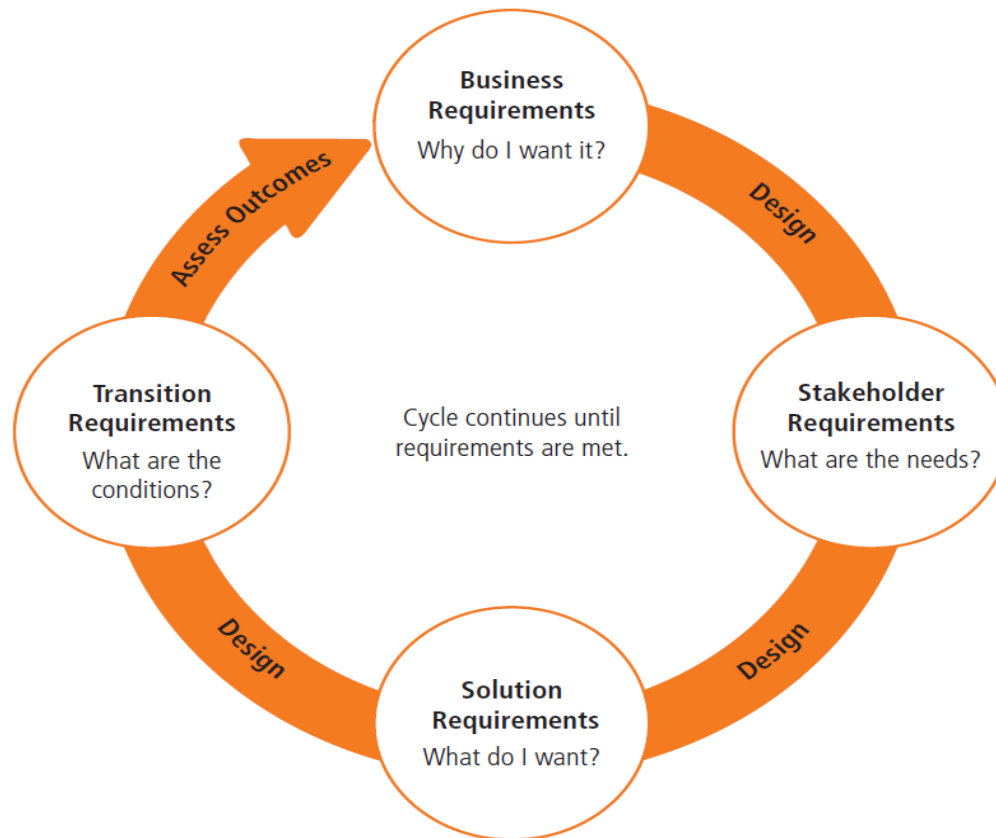 Business
Requirements
Why do I want it?
Design
Stakeholder
Requirements
What are the needs?
Design
Solution
Requirements
What do I want?
Design
Transition
Requirements
What are the
conditions?
Assess Outcomes
Cycle continues until
requirements are met.